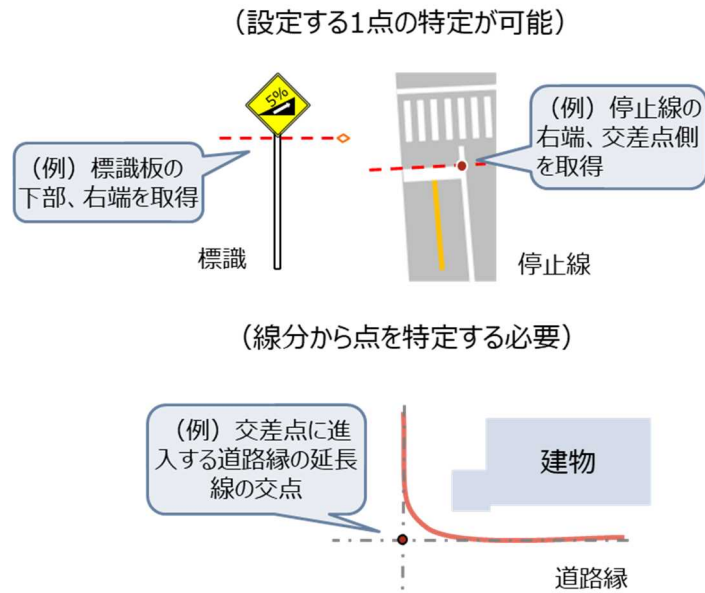 （設定する1点の特定が可能）
5%
（例）標識板の
下部、右端を取得
標識
（例）停止線の
右端、交差点側
を取得
停止線
（線分から点を特定する必要）
（例）交差点に進
入する道路縁の延長
線の交点
建物
道路縁